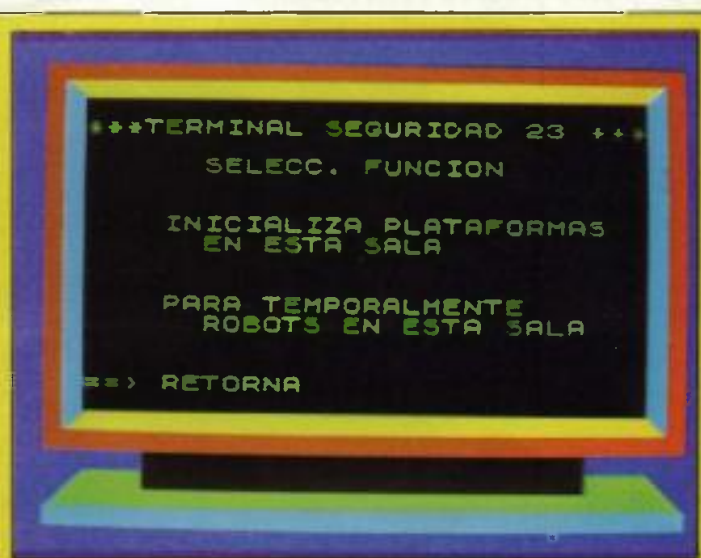 ***TERMINAL SEGURIDAD 23 ***
SELECC. FUNCION
INICIALIZA PLATAFORMAS
EN ESTA SALA
PARA TEMPORALMENTE
ROBOTS EN ESTA SALA
==> RETORNA